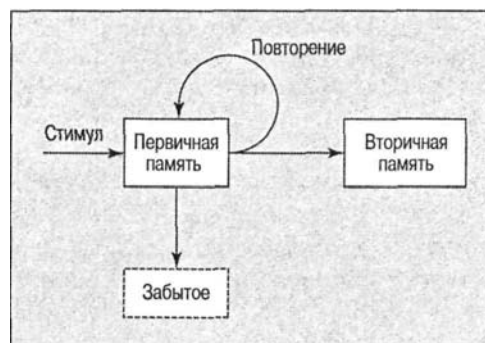 Повторение
Стимул
Первичная
память
Вторичная
память
Забытое